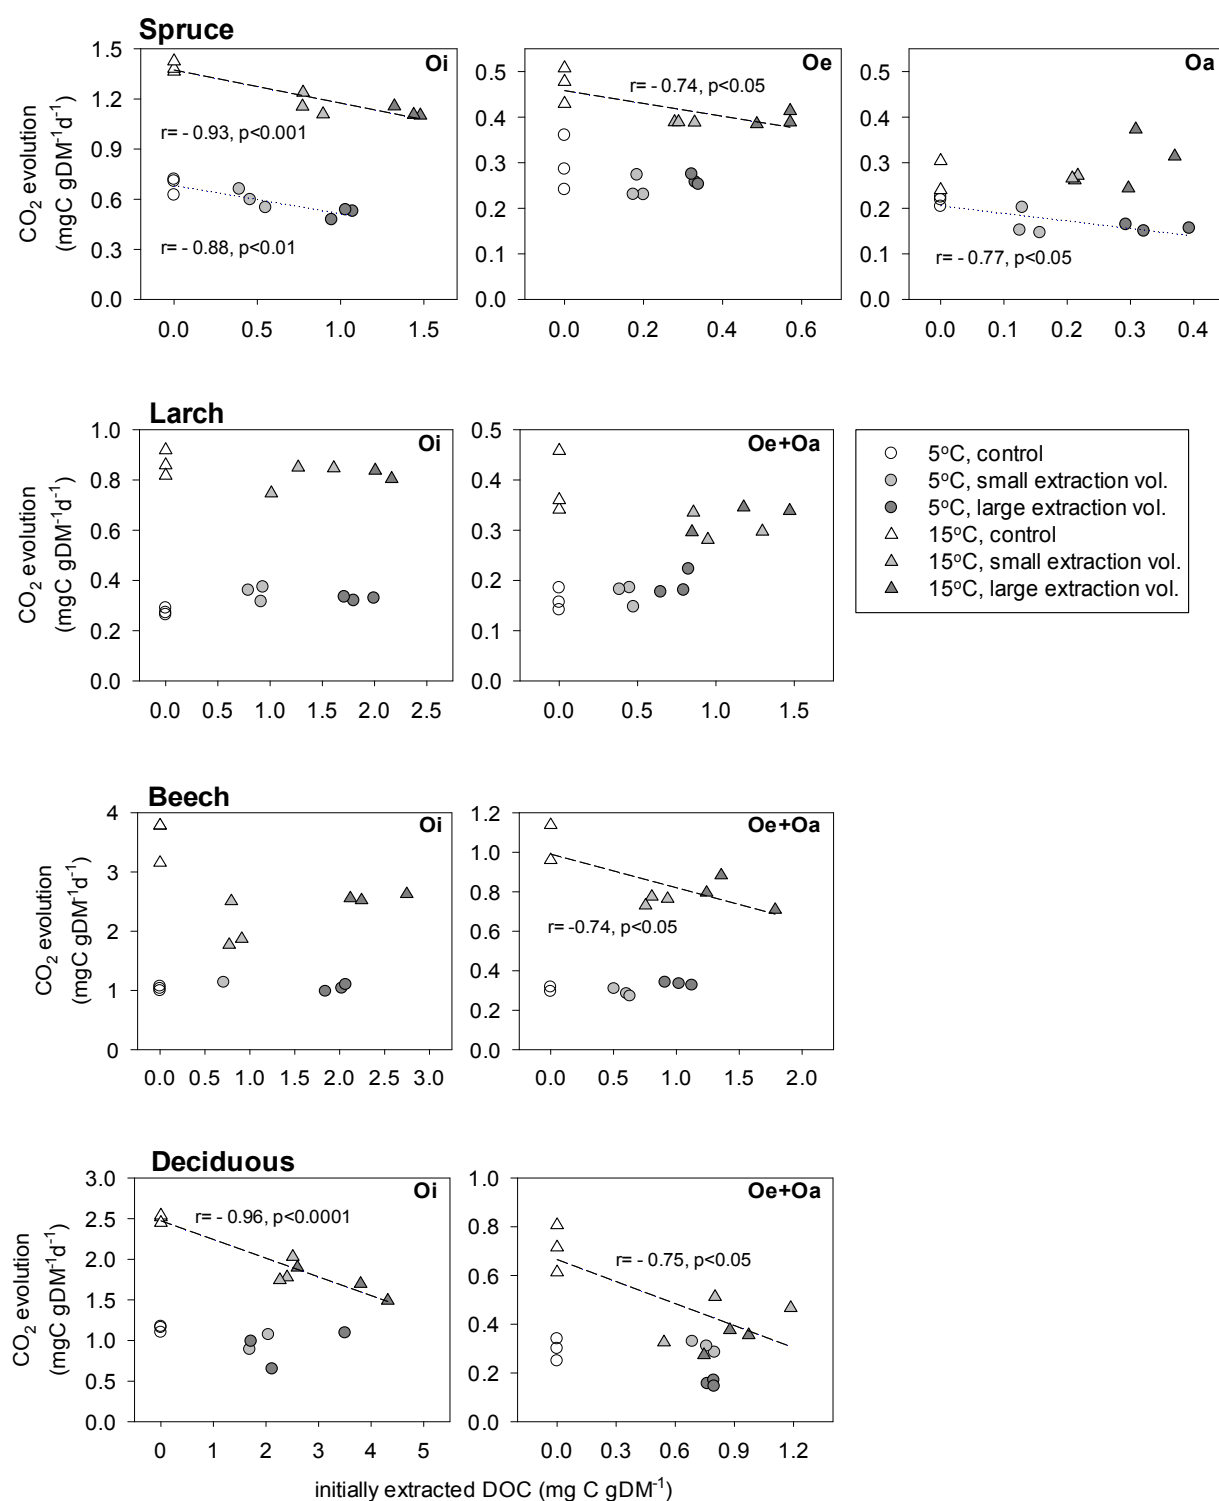 Spruce
1.5
1.2
0.9
0.6
0.3
0.0
Oi
r= - 0.93, p<0.001
r= - 0.88, p<0.01
0.0 0.5 1.0 1.5
CO2 evolution
(mgC gDM-1d-1)
0.5
0.4
0.3
0.2
0.1
0.0
Oe
r= - 0.74, p<0.05
0.0 0.2 0.4 0.6
0.5
0.4
0.3
0.2
0.1
0.0
Oa
r= - 0.77, p<0.05
0.0 0.1 0.2 0.3 0.4
Larch
1.0
0.8
0.6
0.4
0.2
0.0
Oi
0.0 0.5 1.0 1.5 2.0 2.5
CO2 evolution
(mgC gDM-1d-1)
0.5
0.4
0.3
0.2
0.1
0.0
Oe+Oa
0.0 0.5 1.0 1.5
5oC, control
5oC, small extraction vol.
5oC, large extraction vol.
15oC, control
15oC, small extraction vol.
15oC, large extraction vol.
Beech
4
3
2
1
0
Oi
0.0 0.5 1.0 1.5 2.0 2.5 3.0
CO2 evolution
(mgC gDM-1d-1)
1.2
1.0
0.8
0.6
0.4
0.2
0.0
Oe+Oa
r= -0.74, p<0.05
0.0 0.5 1.0 1.5 2.0
Deciduous
3.0
2.5
2.0
1.5
1.0
0.5
0.0
Oi
r= - 0.96, p<0.0001
0 1 2 3 4 5
CO2 evolution
(mgC gDM-1d-1)
1.0
0.8
0.6
0.4
0.2
0.0
Oe+Oa
r= - 0.75, p<0.05
0.0 0.3 0.6 0.9 1.2
initially extracted DOC (mg C gDM-1)